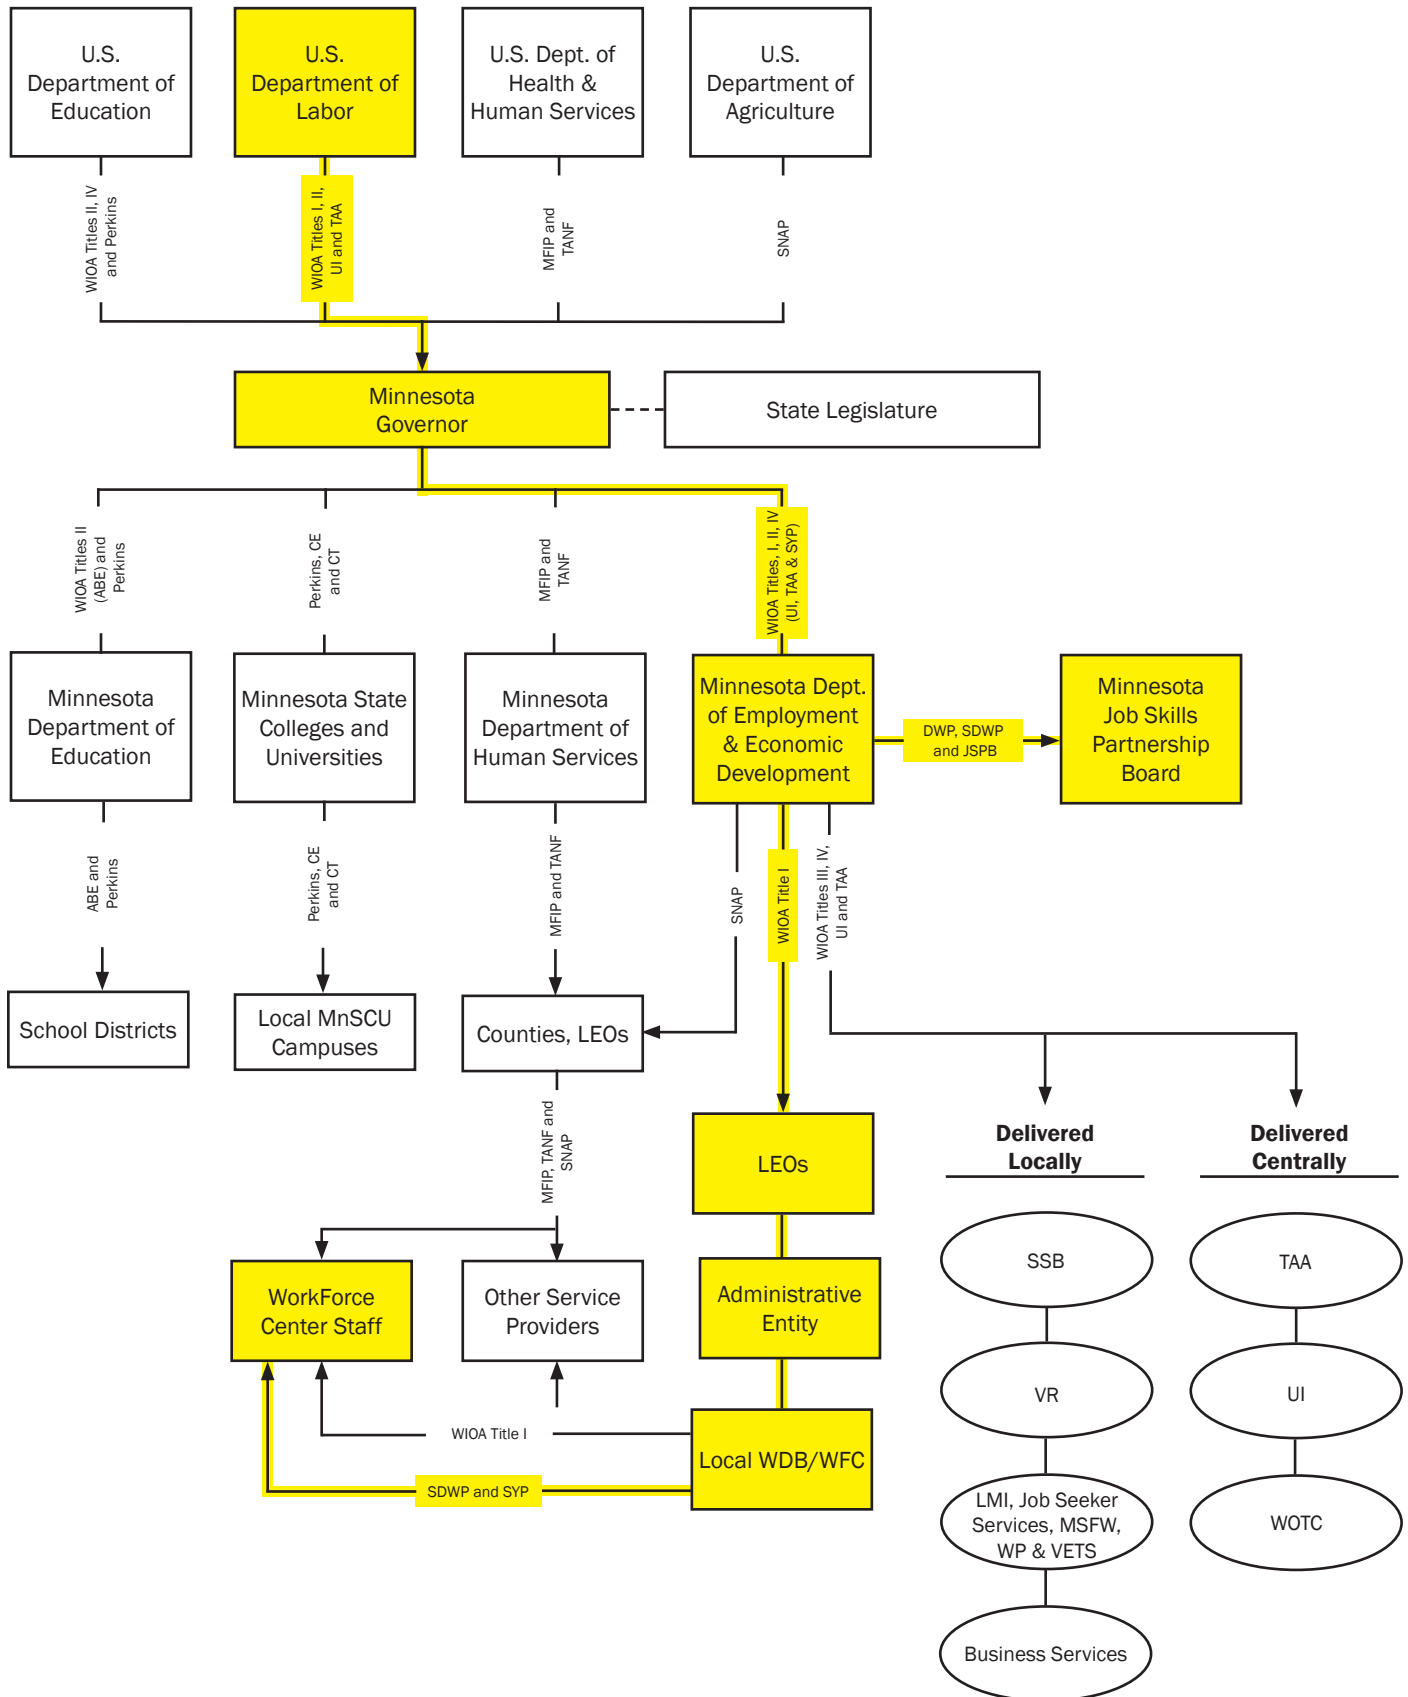 U.S.
Department of
Education
U.S.
Department of
Labor
U.S. Dept. of
Health &
Human Services
U.S.
Department of
Agriculture
WIOA Titles II, IV
and Perkins
WIOA Titles I, II,
UI and TAA
MFIP and
TANF
SNAP
Minnesota
Governor
State Legislature
WIOA Titles II
(ABE) and
Perkins
Perkins, CE
and CT
MFIP and
TANF
WIOA Titles, I, II, IV
(UI, TAA & SYP)
Minnesota
Department of
Education
Minnesota State
Colleges and
Universities
Minnesota
Department of
Human Services
Minnesota Dept.
of Employment
& Economic
Development
DWP, SDWP
and JSPB
Minnesota
Job Skills
Partnership
Board
ABE and
Perkins
Perkins, CE
and CT
MFIP and TANF
SNAP
WIOA Title I
WIOA Titles III, IV,
UI and TAA
School Districts
Local MnSCU
Campuses
Counties, LEOs
MFIP, TANF and
SNAP
LEOs
Delivered
Locally
Delivered
Centrally
WorkForce
Center Staff
Other Service
Providers
Administrative
Entity
SSB
TAA
VR
UI
WIOA Title I
Local WDB/WFC
SDWP and SYP
LMI, Job Seeker
Services, MSFW,
WP & VETS
WOTC
Business Services